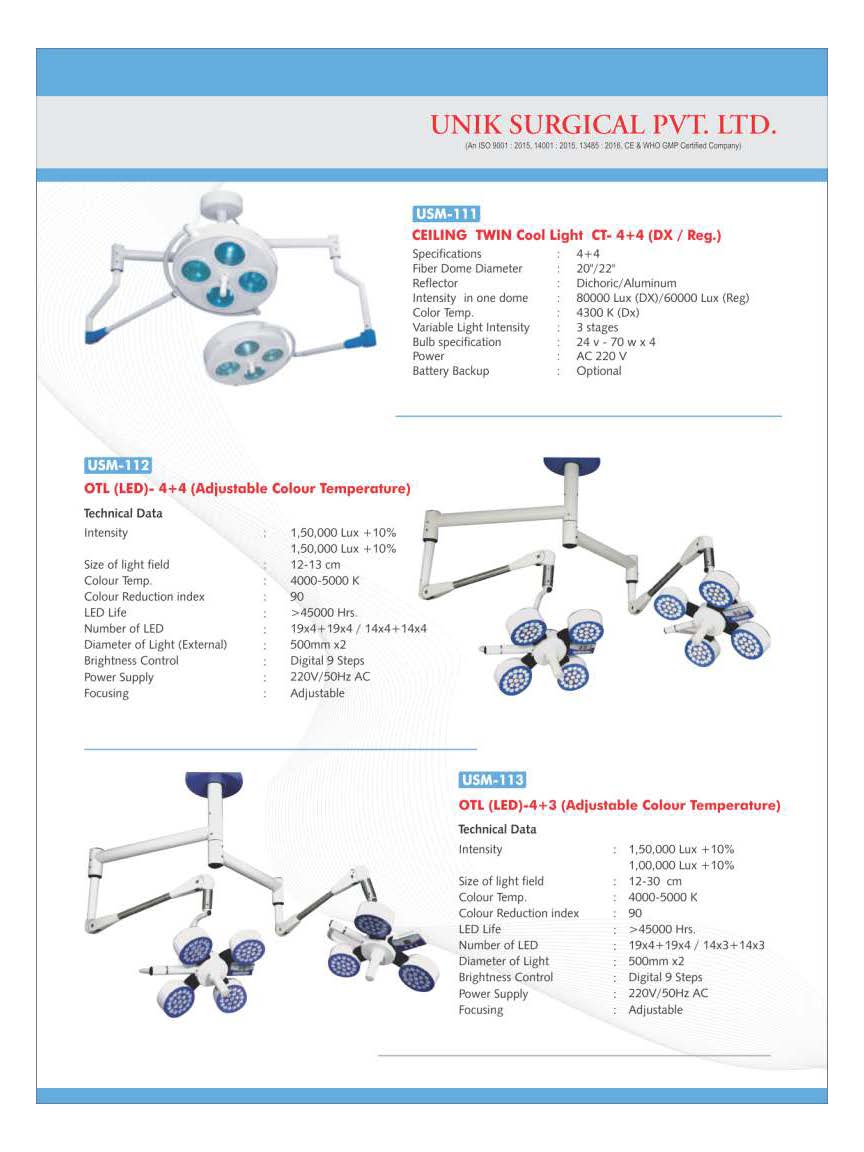 UNIK SURGICAL PVT. LTD.
(An ISO 9001 : 2015, 14001 : 2015, 13485 : 2016, CE & WHO GMP Certified Company)
USM-111
CEILING TWIN Cool Light CT- 4+4 (DX / Reg.)
Specifications : 4+4
Fiber Dome Diameter : 20"/22"
Reflector : Dichoric/Aluminum
Intensity in one dome : 80000 Lux (DX)/60000 Lux (Reg)
Color Temp. : 4300 K (Dx)
Variable Light Intensity : 3 stages
Bulb specification : 24 v - 70 w x 4
Power : AC 220 V
Battery Backup : Optional
USM-112
OTL (LED)- 4+4 (Adjustable Colour Temperature)
Technical Data
Intensity : 1,50,000 Lux +10%
1,50,000 Lux +10%
Size of light field : 12-13 cm
Colour Temp. : 4000-5000 K
Colour Reduction index : 90
LED Life : >45000 Hrs.
Number of LED : 19x4+19x4 / 14x4+14x4
Diameter of Light (External) : 500mm x2
Brightness Control : Digital 9 Steps
Power Supply : 220V/50Hz AC
Focusing : Adjustable
USM-113
OTL (LED)-4+3 (Adjustable Colour Temperature)
Technical Data
Intensity : 1,50,000 Lux +10%
1,00,000 Lux +10%
Size of light field : 12-30 cm
Colour Temp. : 4000-5000 K
Colour Reduction index : 90
LED Life : >45000 Hrs.
Number of LED : 19x4+19x4 / 14x3+14x3
Diameter of Light : 500mm x2
Brightness Control : Digital 9 Steps
Power Supply : 220V/50Hz AC
Focusing : Adjustable